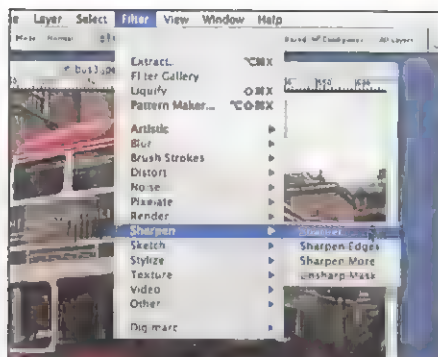 e Layer Select Filter View Window Help
Extract... ⌥⌘X
Filter Gallery
Liquify ⇧⌘X
Pattern Maker... ⌥⇧⌘X
Artistic
Blur
Brush Strokes
Distort
Noise
Pixelate
Render
Sharpen
Sharpen
Sketch
Sharpen Edges
Stylize
Sharpen More
Texture
Unsharp Mask
Video
Other
Digimarc